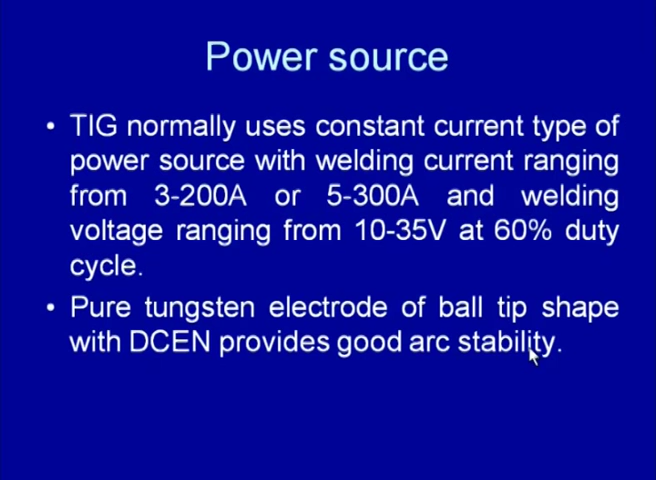 Power source
• TIG normally uses constant current type of
power source with welding current ranging
from 3-200A or 5-300A and welding
voltage ranging from 10-35V at 60% duty
cycle.
• Pure tungsten electrode of ball tip shape
with DCEN provides good arc stability.